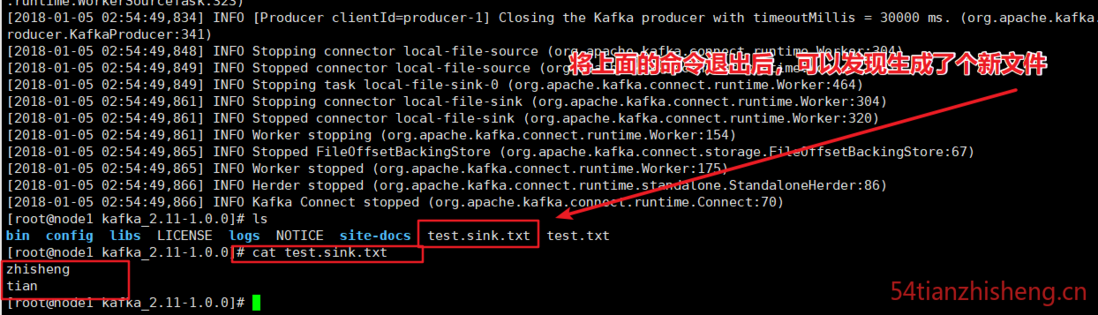 .runtime.WorkerSourceTask:323)
[2018-01-05 02:54:49,834] INFO [Producer clientId=producer-1] Closing the Kafka producer with timeoutMillis = 30000 ms. (org.apache.kafka.
roducer.KafkaProducer:341)
[2018-01-05 02:54:49,848] INFO Stopping connector local-file-source (org.apache.kafka.connect.runtime.Worker:304)
[2018-01-05 02:54:49,849] INFO Stopped connector local-file-source
将上面的命令退出后，可以发现生成了个新文件
[2018-01-05 02:54:49,849] INFO Stopping task local-file-sink-0 (org.apache.kafka.connect.runtime.Worker:464)
[2018-01-05 02:54:49,861] INFO Stopping connector local-file-sink (org.apache.kafka.connect.runtime.Worker:304)
[2018-01-05 02:54:49,861] INFO Stopped connector local-file-sink (org.apache.kafka.connect.runtime.Worker:320)
[2018-01-05 02:54:49,861] INFO Worker stopping (org.apache.kafka.connect.runtime.Worker:154)
[2018-01-05 02:54:49,865] INFO Stopped FileOffsetBackingStore (org.apache.kafka.connect.storage.FileOffsetBackingStore:67)
[2018-01-05 02:54:49,865] INFO Worker stopped (org.apache.kafka.connect.runtime.Worker:175)
[2018-01-05 02:54:49,866] INFO Herder stopped (org.apache.kafka.connect.runtime.standalone.StandaloneHerder:86)
[2018-01-05 02:54:49,866] INFO Kafka Connect stopped (org.apache.kafka.connect.runtime.Connect:70)
[root@node1 kafka_2.11-1.0.0]# ls
bin config libs LICENSE logs NOTICE site-docs test.sink.txt test.txt
[root@node1 kafka_2.11-1.0.0]# cat test.sink.txt
zhisheng
tian
[root@node1 kafka_2.11-1.0.0]#
54tianzhisheng.cn